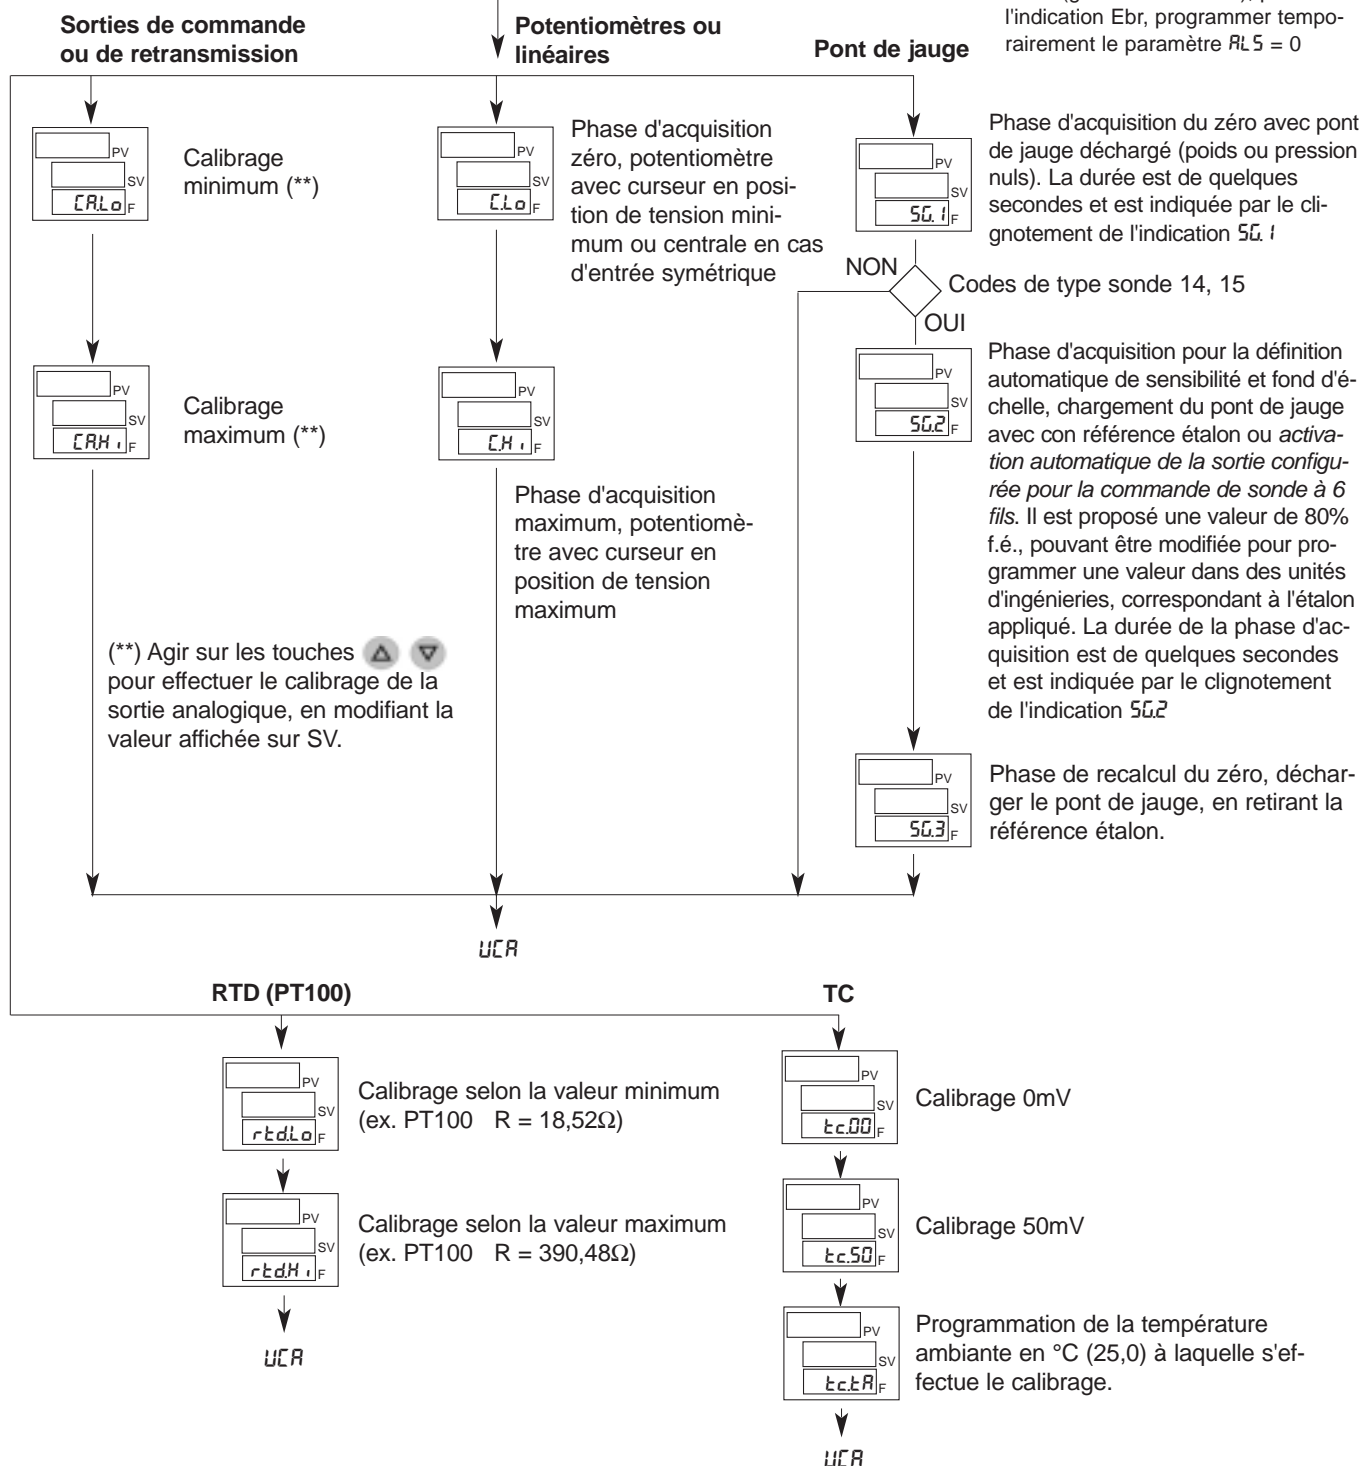 l'indication Ebr, programmer tempo-
rairement le paramètre AL5 = 0
Sorties de commande
ou de retransmission
Potentiomètres ou
linéaires
Pont de jauge
PV
SV
CA.Lo F
Calibrage
minimum (**)
PV
SV
C.Lo F
Phase d'acquisition
zéro, potentiomètre
avec curseur en posi-
tion de tension mini-
mum ou centrale en cas
d'entrée symétrique
PV
SV
SG.1 F
Phase d'acquisition du zéro avec pont
de jauge déchargé (poids ou pression
nuls). La durée est de quelques
secondes et est indiquée par le cli-
gnotement de l'indication SG.1
NON
Codes de type sonde 14, 15
OUI
PV
SV
CA.Hi F
Calibrage
maximum (**)
PV
SV
C.Hi F
Phase d'acquisition
maximum, potentiomè-
tre avec curseur en
position de tension
maximum
PV
SV
SG.2 F
Phase d'acquisition pour la définition
automatique de sensibilité et fond d'é-
chelle, chargement du pont de jauge
avec con référence étalon ou activa-
tion automatique de la sortie configu-
rée pour la commande de sonde à 6
fils. Il est proposé une valeur de 80%
f.é., pouvant être modifiée pour pro-
grammer une valeur dans des unités
d'ingénieries, correspondant à l'étalon
appliqué. La durée de la phase d'ac-
quisition est de quelques secondes
et est indiquée par le clignotement
de l'indication SG.2
(**) Agir sur les touches
pour effectuer le calibrage de la
sortie analogique, en modifiant la
valeur affichée sur SV.
PV
SV
SG.3 F
Phase de recalcul du zéro, déchar-
ger le pont de jauge, en retirant la
référence étalon.
UCA
RTD (PT100)
TC
PV
SV
rtd.Lo F
Calibrage selon la valeur minimum
(ex. PT100 R = 18,52Ω)
PV
SV
tc.00 F
Calibrage 0mV
PV
SV
rtd.Hi F
Calibrage selon la valeur maximum
(ex. PT100 R = 390,48Ω)
PV
SV
tc.50 F
Calibrage 50mV
UCA
PV
SV
tc.tA F
Programmation de la température
ambiante en °C (25,0) à laquelle s'ef-
fectue le calibrage.
UCA